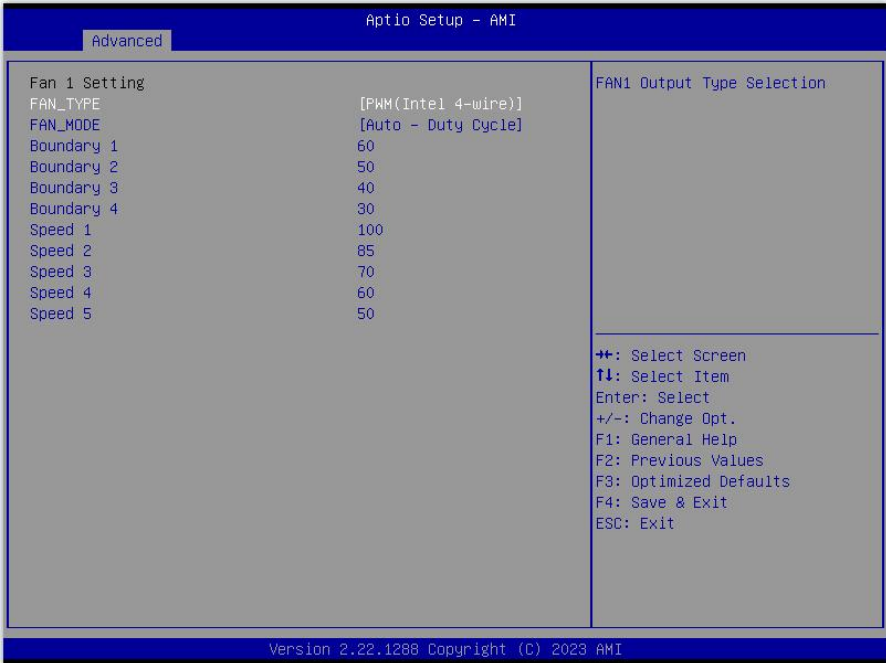 Aptio Setup – AMI
Advanced
Fan 1 Setting
FAN_TYPE [PWM(Intel 4-wire)]
FAN_MODE [Auto – Duty Cycle]
Boundary 1 60
Boundary 2 50
Boundary 3 40
Boundary 4 30
Speed 1 100
Speed 2 85
Speed 3 70
Speed 4 60
Speed 5 50
FAN1 Output Type Selection
→←: Select Screen
↑↓: Select Item
Enter: Select
+/-: Change Opt.
F1: General Help
F2: Previous Values
F3: Optimized Defaults
F4: Save & Exit
ESC: Exit
Version 2.22.1288 Copyright (C) 2023 AMI